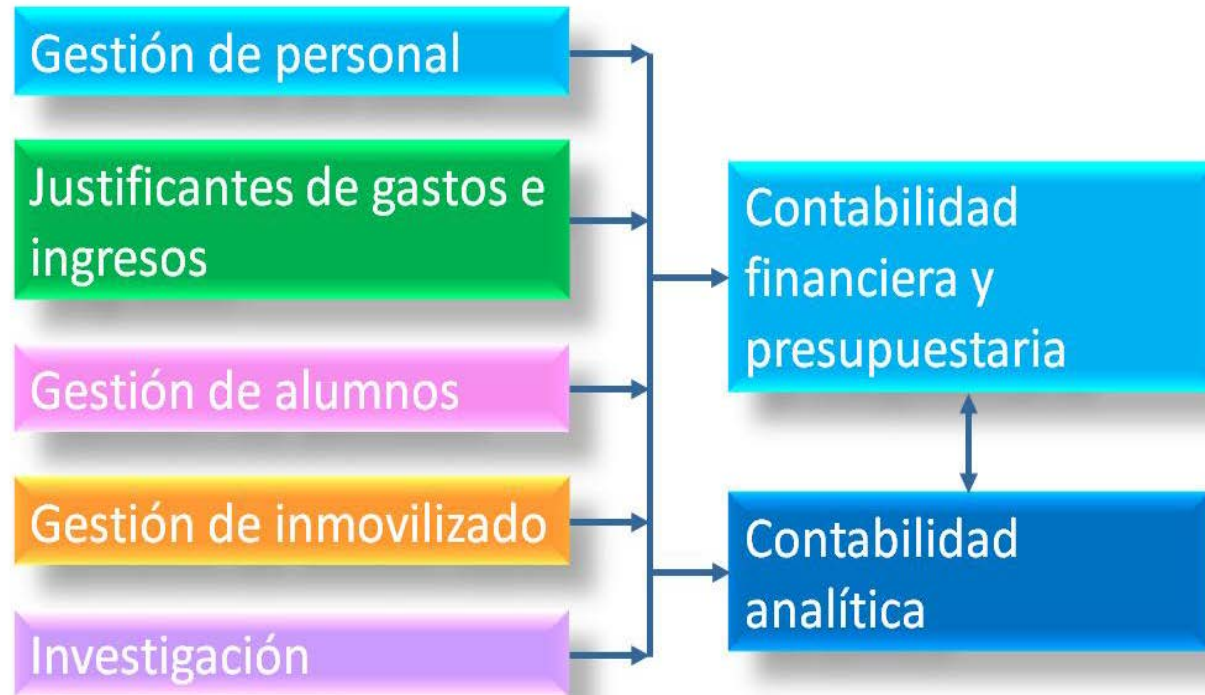 Gestión de personal
Justificantes de gastos e
ingresos
Gestión de alumnos
Gestión de inmovilizado
Investigación
Contabilidad
financiera y
presupuestaria
Contabilidad
analítica